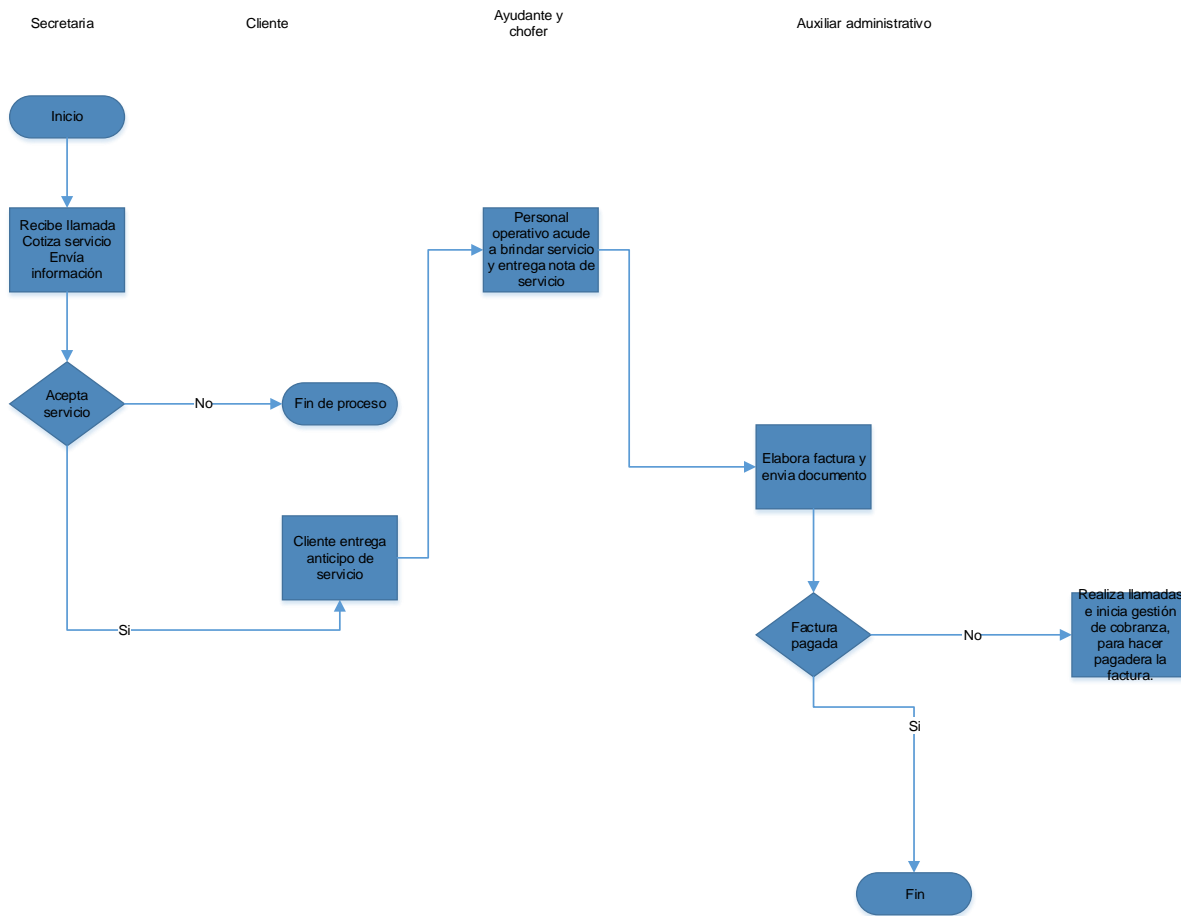 Secretaria
Cliente
Ayudante y
chofer
Auxiliar administrativo
Inicio
Recibe llamada
Cotiza servicio
Envía
información
Personal
operativo acude
a brindar servicio
y entrega nota de
servicio
Acepta
servicio
No
Fin de proceso
Elabora factura y
envia documento
Cliente entrega
anticipo de
servicio
Si
Factura
pagada
No
Realiza llamadas
e inicia gestión
de cobranza,
para hacer
pagadera la
factura.
Si
Fin